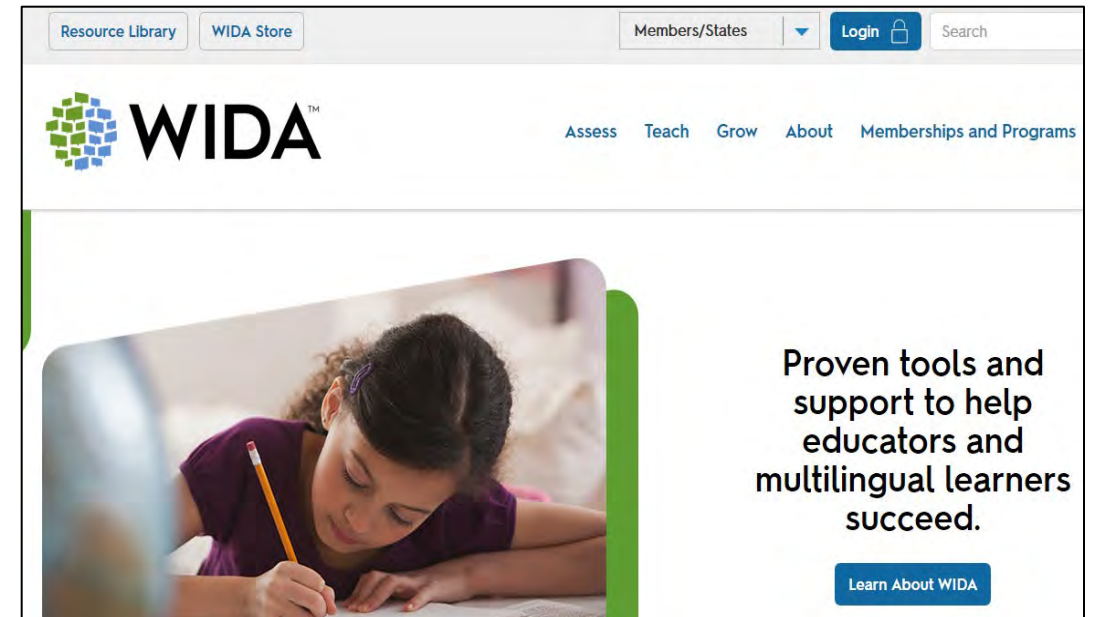 Resource Library WIDA Store Members/States Login Search
WIDA™
Assess Teach Grow About Memberships and Programs
Proven tools and
support to help
educators and
multilingual learners
succeed.
Learn About WIDA